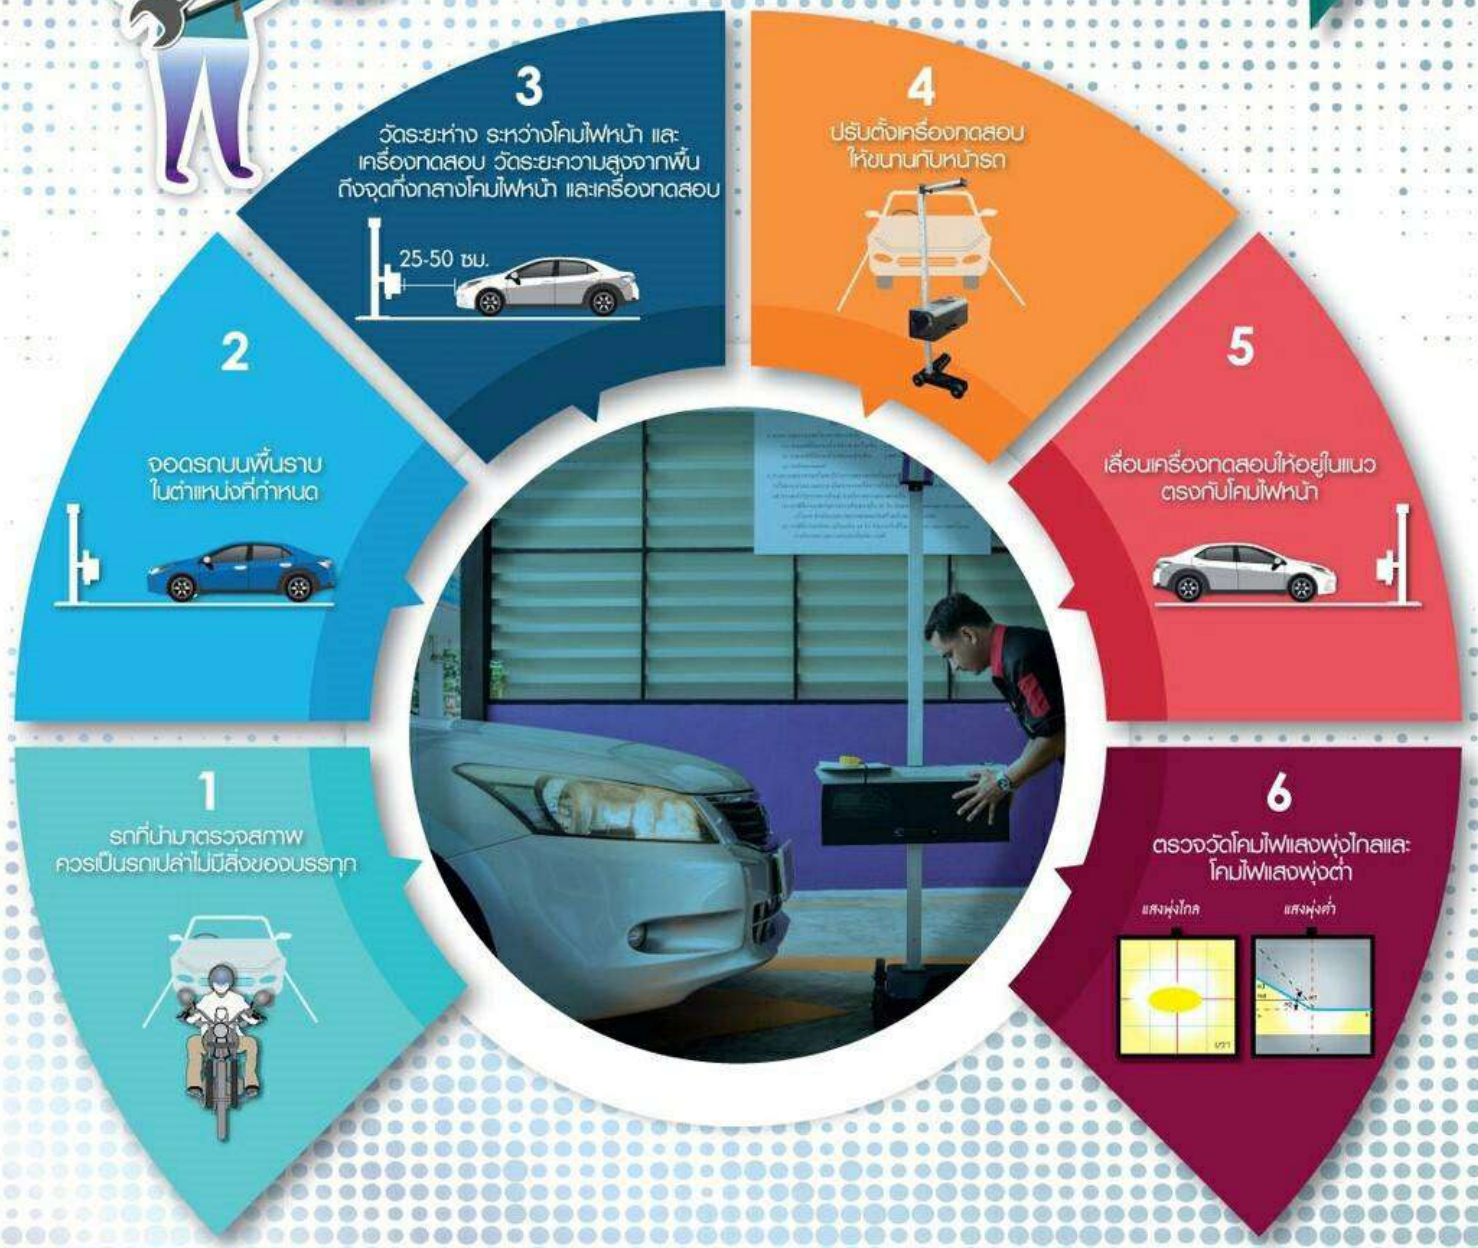 1
รถที่นำมาตรวจสภาพ
ควรเป็นรถเปล่าไม่มีสิ่งของบรรทุก
2
จอดรถบนพื้นราบ
ในตำแหน่งที่กำหนด
3
วัดระยะห่าง ระหว่างโคมไฟหน้า และ
เครื่องทดสอบ วัดระยะความสูงจากพื้น
ถึงจุดกึ่งกลางโคมไฟหน้า และเครื่องทดสอบ
25-50 ซม.
4
ปรับตั้งเครื่องทดสอบ
ให้ขนานกับหน้ารถ
5
เลื่อนเครื่องทดสอบให้อยู่ในแนว
ตรงกับโคมไฟหน้า
6
ตรวจวัดโคมไฟแสงพุ่งไกลและ
โคมไฟแสงพุ่งต่ำ
แสงพุ่งไกล
แสงพุ่งต่ำ
ขวา